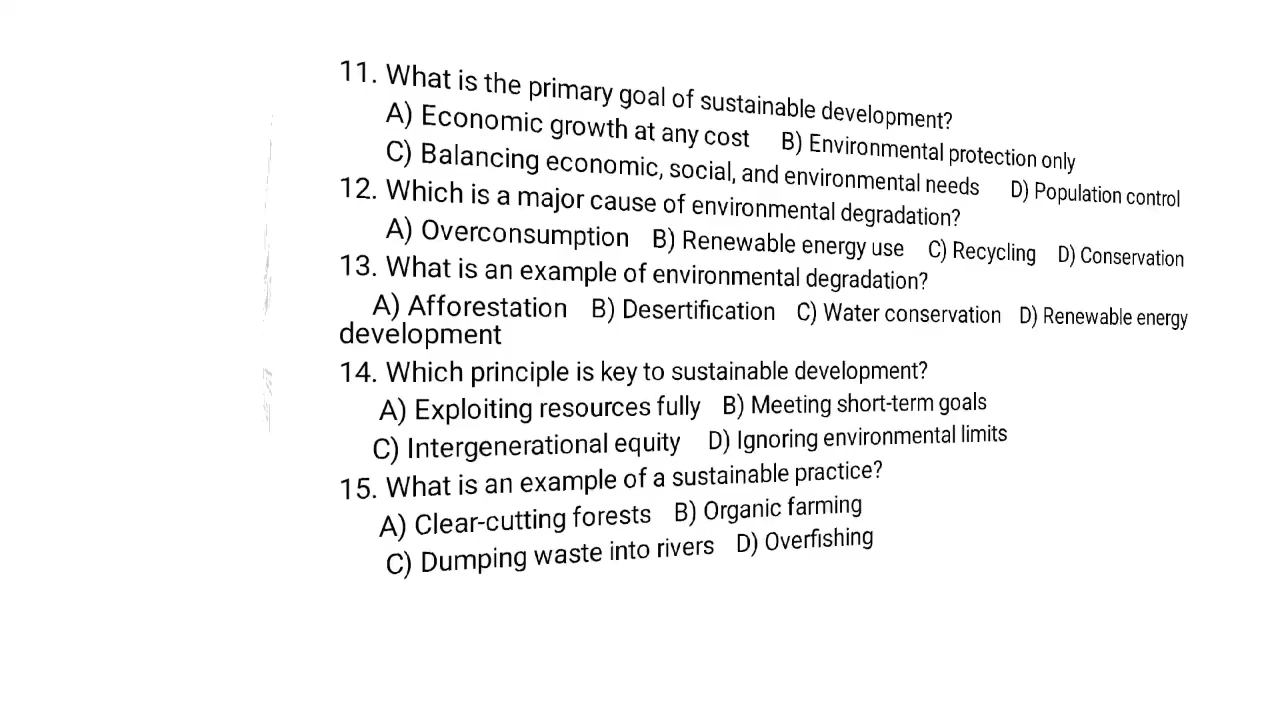 11. What is the primary goal of sustainable development?
A) Economic growth at any cost B) Environmental protection only
C) Balancing economic, social, and environmental needs D) Population control
12. Which is a major cause of environmental degradation?
A) Overconsumption B) Renewable energy use C) Recycling D) Conservation
13. What is an example of environmental degradation?
A) Afforestation B) Desertification C) Water conservation D) Renewable energy
development
14. Which principle is key to sustainable development?
A) Exploiting resources fully B) Meeting short-term goals
C) Intergenerational equity D) Ignoring environmental limits
15. What is an example of a sustainable practice?
A) Clear-cutting forests B) Organic farming
C) Dumping waste into rivers D) Overfishing